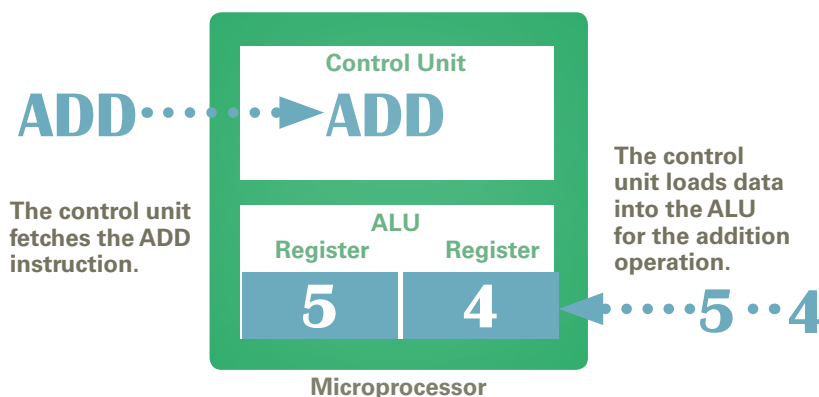 Control Unit
ADD ADD
The control unit
fetches the ADD
instruction.
ALU
Register Register
5 4
The control
unit loads data
into the ALU
for the addition
operation.
5 4
Microprocessor